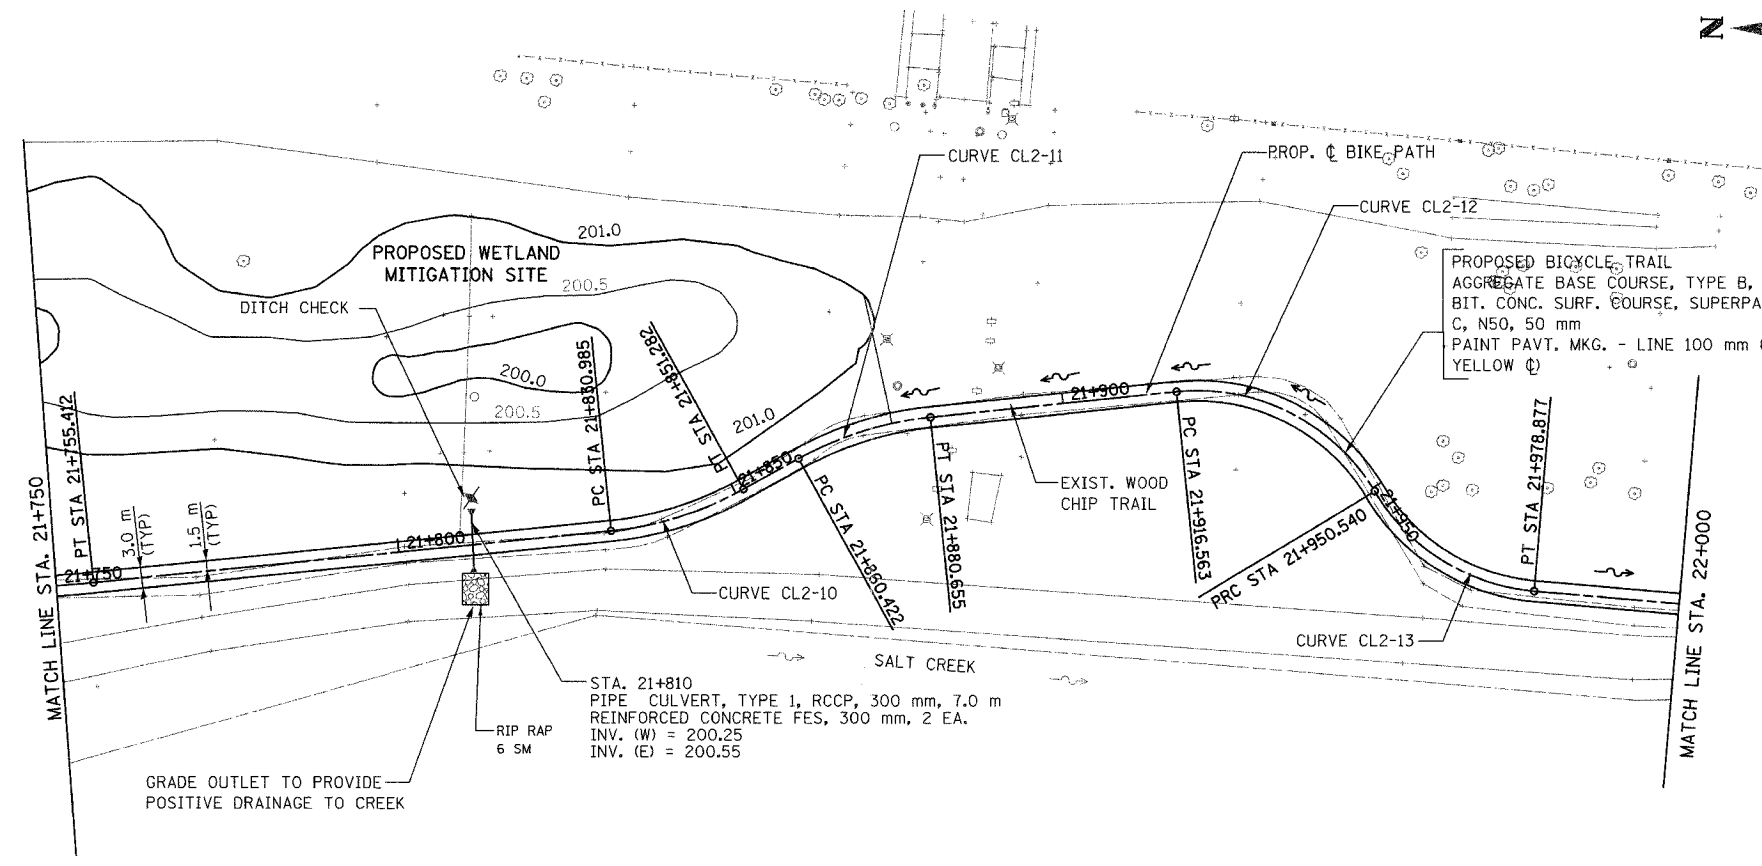 N
CURVE CL2-11
PROP. ℄ BIKE PATH
CURVE CL2-12
201.0
PROPOSED WETLAND
MITIGATION SITE
200.5
DITCH CHECK
PROPOSED BICYCLE TRAIL
AGGREGATE BASE COURSE, TYPE B,
BIT. CONC. SURF. COURSE, SUPERPA
C, N50, 50 mm
PAINT PAVT. MKG. - LINE 100 mm
YELLOW ℄)
200.0
200.5
201.0
MATCH LINE STA. 21+750
PT STA 21+755.412
3.0 m
(TYP)
1.5 m
(TYP)
21+750
21+800
PC STA 21+830.985
PT STA 21+851.282
21+850
PC STA 21+860.422
PT STA 21+880.655
21+900
EXIST. WOOD
CHIP TRAIL
PC STA 21+916.563
PRC STA 21+950.540
21+950
PT STA 21+978.877
MATCH LINE STA. 22+000
CURVE CL2-10
CURVE CL2-13
SALT CREEK
STA. 21+810
PIPE CULVERT, TYPE 1, RCCP, 300 mm, 7.0 m
REINFORCED CONCRETE FES, 300 mm, 2 EA.
INV. (W) = 200.25
INV. (E) = 200.55
RIP RAP
6 SM
GRADE OUTLET TO PROVIDE
POSITIVE DRAINAGE TO CREEK